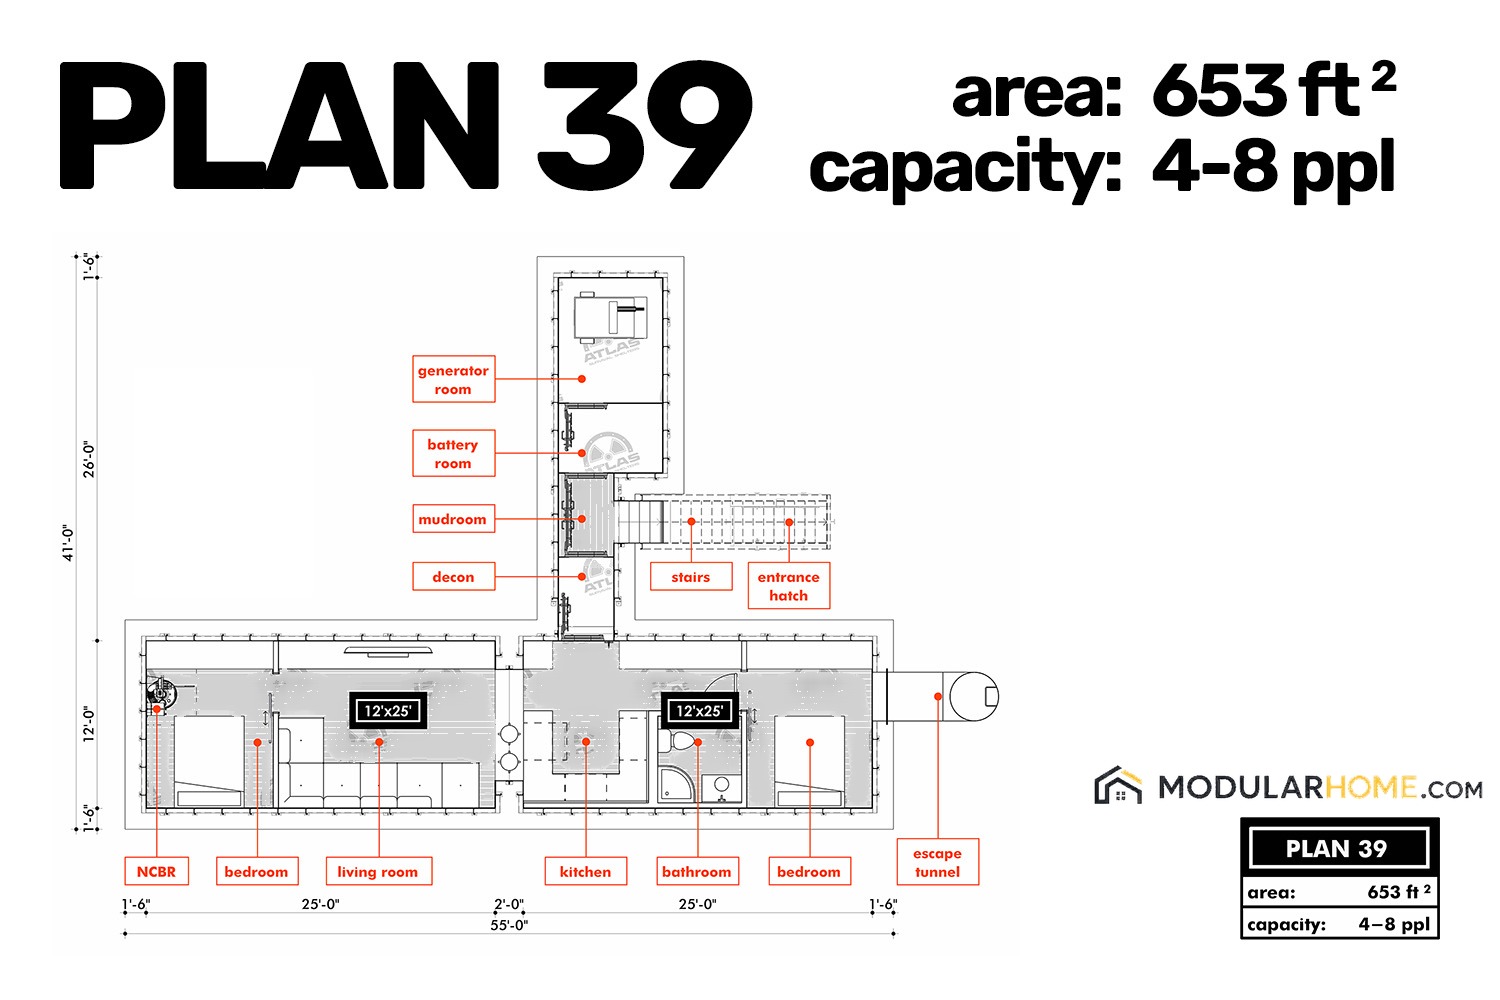 PLAN 39
area: 653 ft²
capacity: 4-8 ppl
1'-6"
26'-0"
41'-0"
12'-0"
1'-6"
generator
room
battery
room
mudroom
decon
stairs
entrance
hatch
ATLAS
ATLAS
12'x25'
12'x25'
NCBR
bedroom
living room
kitchen
bathroom
bedroom
escape
tunnel
1'-6"
25'-0"
2'-0"
25'-0"
1'-6"
55'-0"
MODULARHOME.COM
PLAN 39
area: 653 ft²
capacity: 4–8 ppl